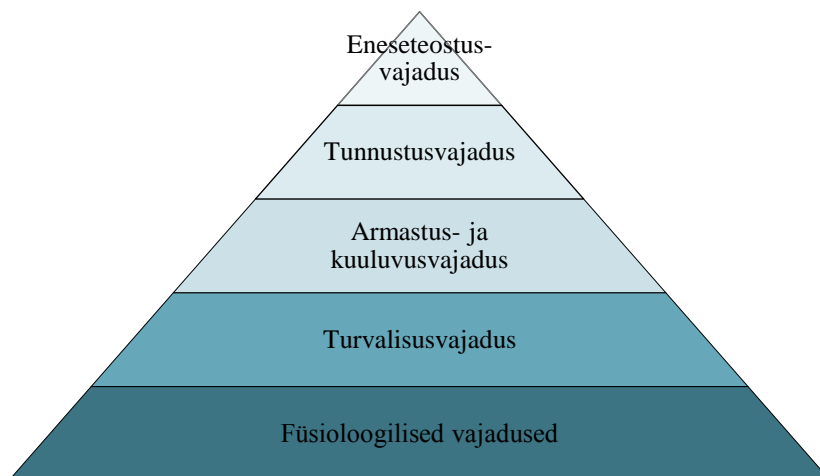 Eneseteostus-
vajadus
Tunnustusvajadus
Armastus- ja
kuuluvusvajadus
Turvalisusvajadus
Füsioloogilised vajadused